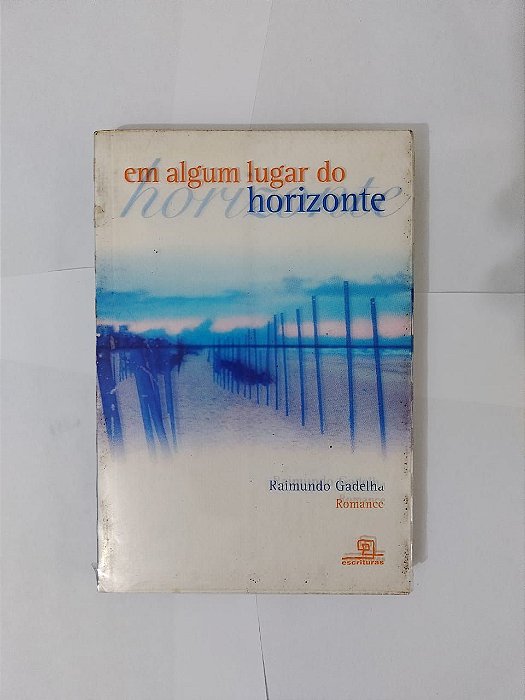 em algum lugar do
horizonte
horizonte
Raimundo Gadelha
Romance
escrituras